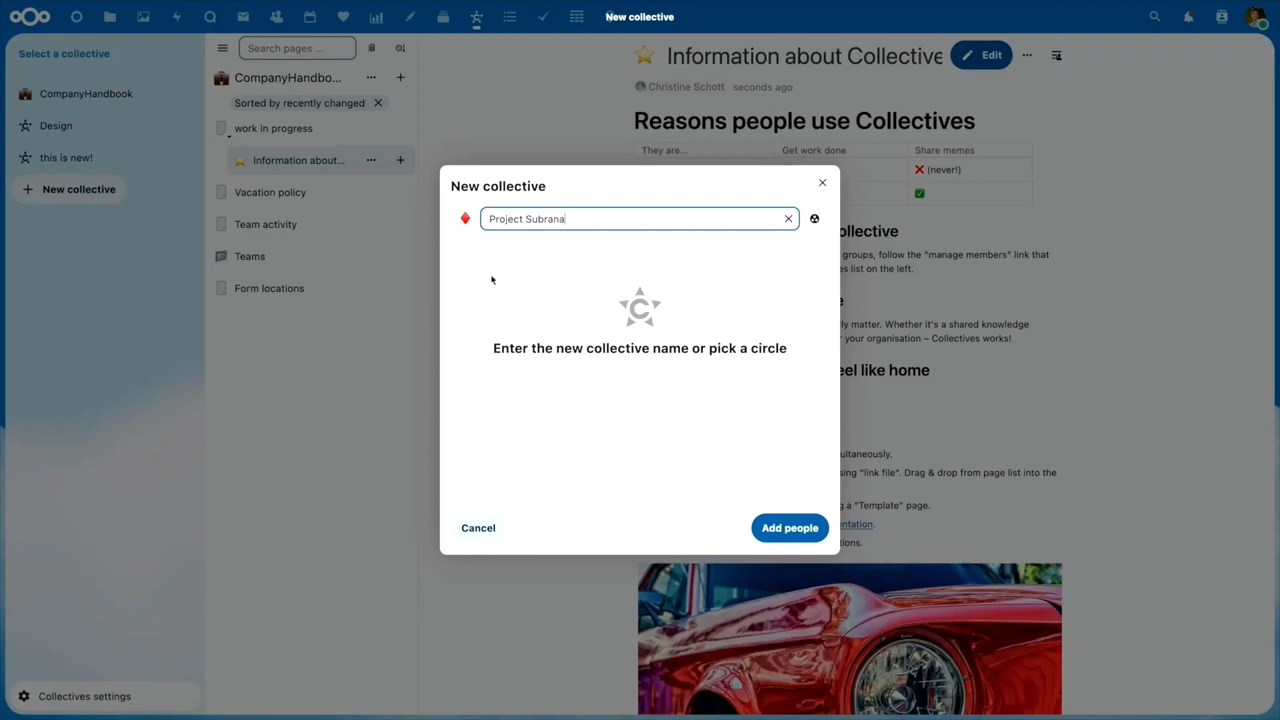 New collective
Select a collective
CompanyHandbook
Design
this is new!
New collective
Collectives settings
Search pages ...
CompanyHandbo...
Sorted by recently changed
work in progress
Information about...
Vacation policy
Team activity
Teams
Form locations
Information about Collective
Edit
Christine Schott seconds ago
Reasons people use Collectives
They are... Get work done Share memes
(never!)
ollective
groups, follow the "manage members" link that
es list on the left.
e
ly matter. Whether it's a shared knowledge
your organisation – Collectives works!
eel like home
ultaneously.
sing "link file". Drag & drop from page list into the
g a "Template" page.
entation.
ions.
New collective
Project Subrana
Enter the new collective name or pick a circle
Cancel
Add people